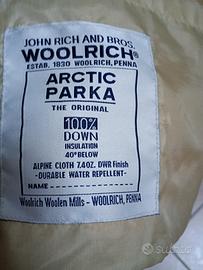 JOHN RICH AND BROS.
WOOLRICH®
ESTAB. 1830 WOOLRICH, PENNA
ARCTIC
PARKA
THE ORIGINAL
100%
DOWN
INSULATION
40° BELOW
ALPINE CLOTH 7.4OZ. DWR Finish
-DURABLE WATER REPELLENT-
NAME
Woolrich Woolen Mills - WOOLRICH, PENNA
subito